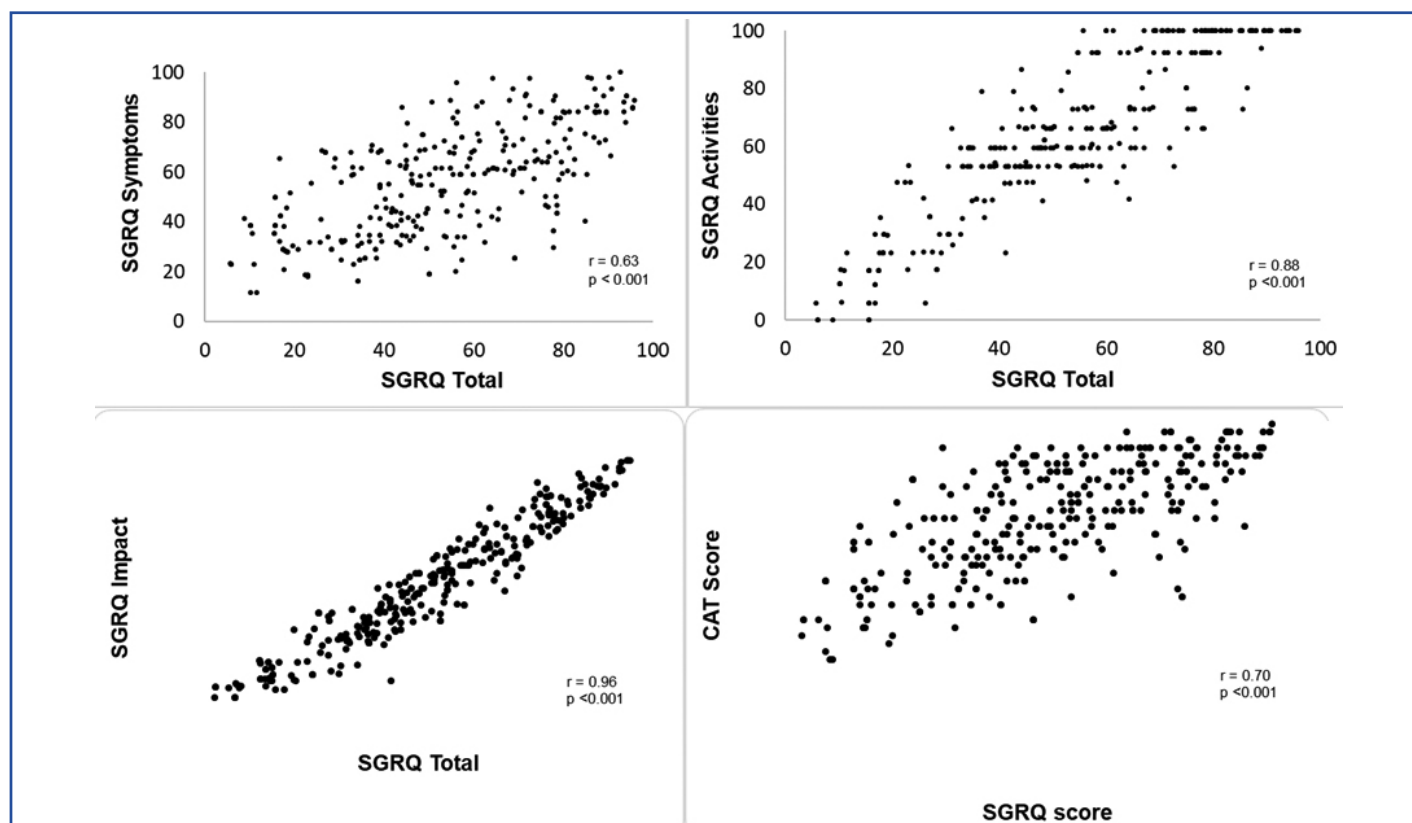 100
80
60
40
20
0
SGRQ Symptoms
r = 0.63
p < 0.001
0 20 40 60 80 100
SGRQ Total
100
80
60
40
20
0
SGRQ Activities
r = 0.88
p <0.001
0 20 40 60 80 100
SGRQ Total
SGRQ Impact
r = 0.96
p <0.001
SGRQ Total
CAT Score
r = 0.70
p <0.001
SGRQ score